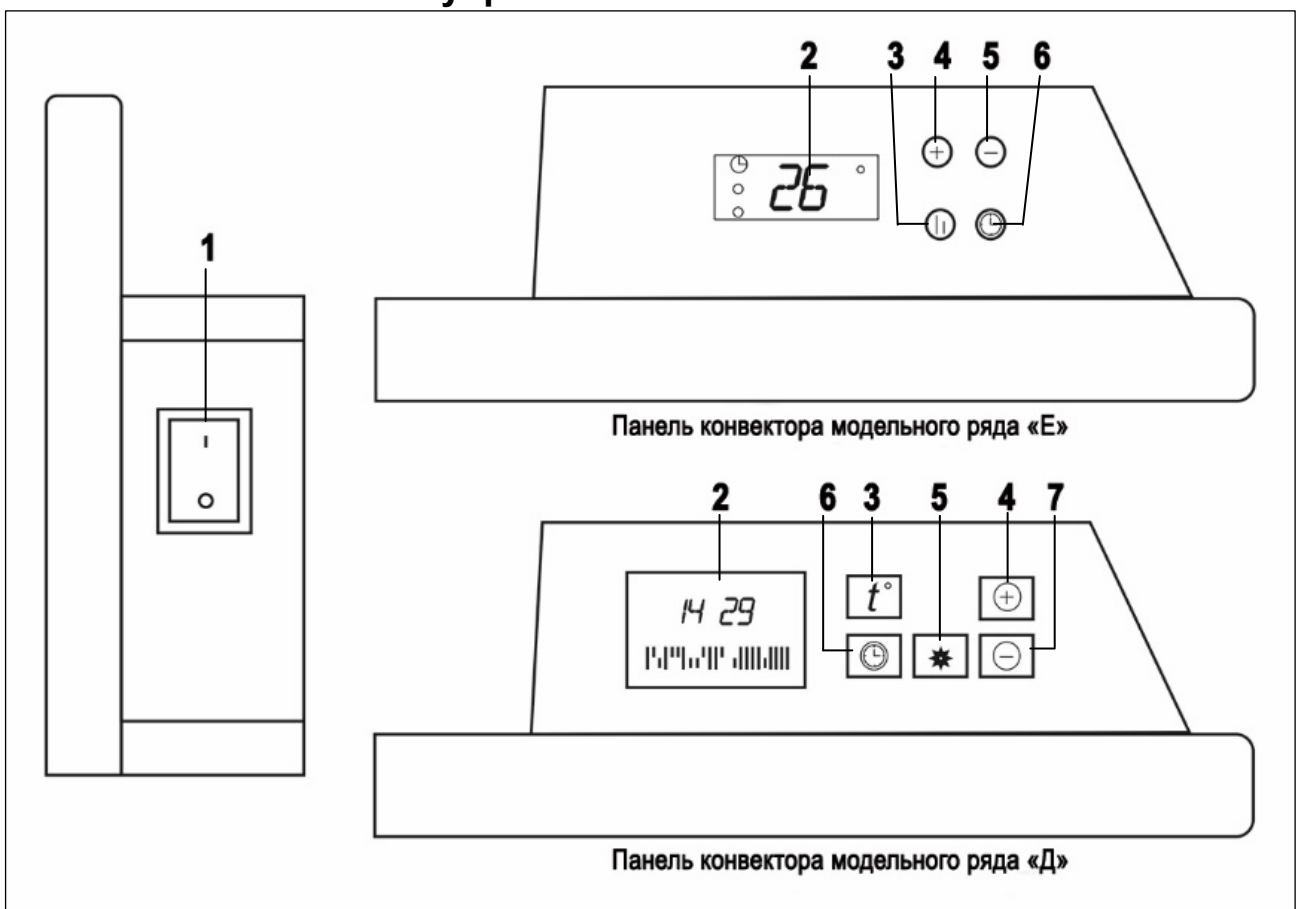 2 3 4 5 6
26
1
I
O
Панель конвектора модельного ряда «Е»
2 6 3 5 4 7
t°
14 29
Панель конвектора модельного ряда «Д»